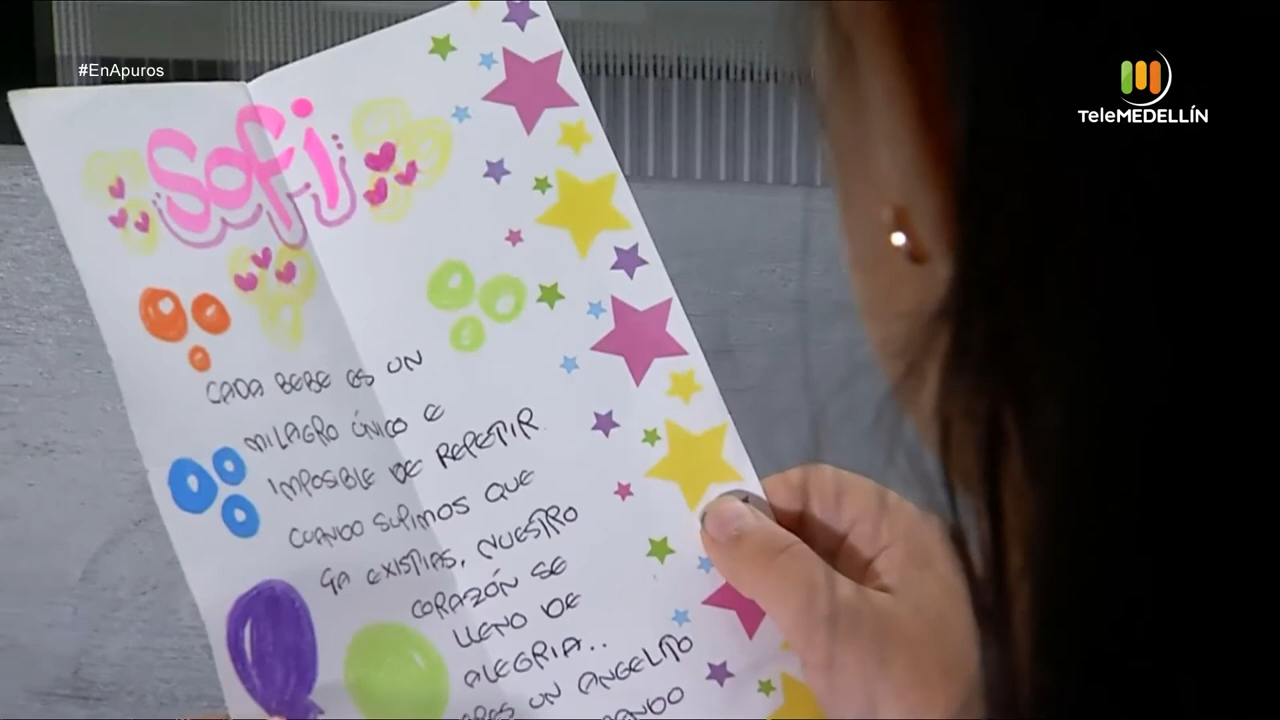 #EnApuros
TeleMEDELLÍN
Sofi
CADA BEBE ES UN
MILAGRO ÚNICO E
IMPOSIBLE DE REPETIR
CUANDO SUPIMOS QUE
YA EXISTIAS, NUESTRO
CORAZÓN SE
LLENO DE
ALEGRIA..
UN ANGELITO